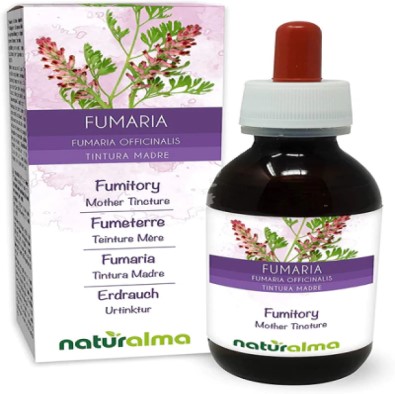 FUMARIA
FUMARIA OFFICINALIS
TINTURA MADRE
Fumitory
Mother Tincture
Fumeterre
Teinture Mère
Fumaria
Tintura Madre
Erdrauch
Urtinktur
naturalma
FUMARIA
FUMARIA OFFICINALIS
TINTURA MADRE
Fumitory
Mother Tincture
naturalma